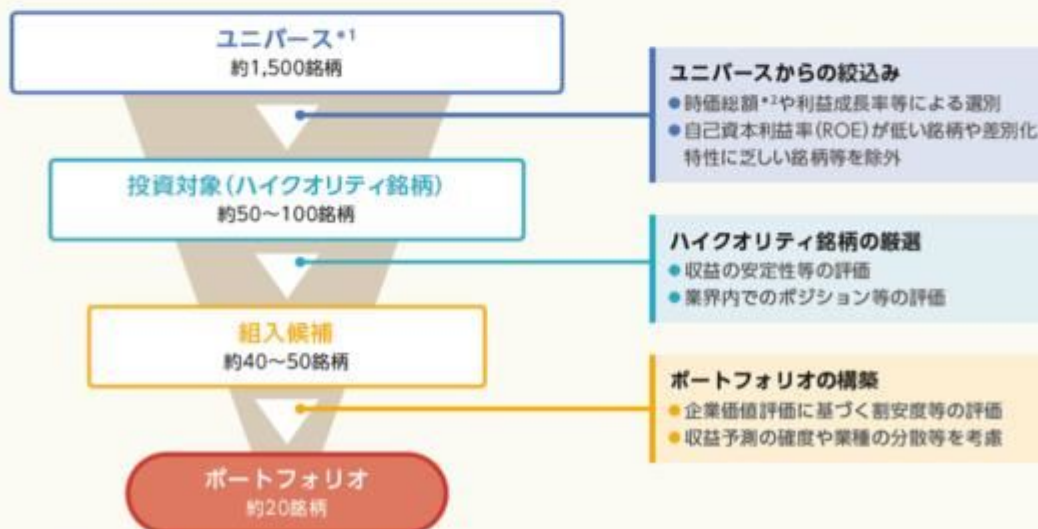 ユニバース*1
約1,500銘柄
ユニバースからの絞込み
●時価総額*2や利益成長率等による選別
●自己資本利益率(ROE)が低い銘柄や差別化
特性に乏しい銘柄等を除外
投資対象(ハイクオリティ銘柄)
約50～100銘柄
ハイクオリティ銘柄の厳選
●収益の安定性等の評価
●業界内でのポジション等の評価
組入候補
約40～50銘柄
ポートフォリオの構築
●企業価値評価に基づく割安度等の評価
●収益予測の確度や業種の分散等を考慮
ポートフォリオ
約20銘柄